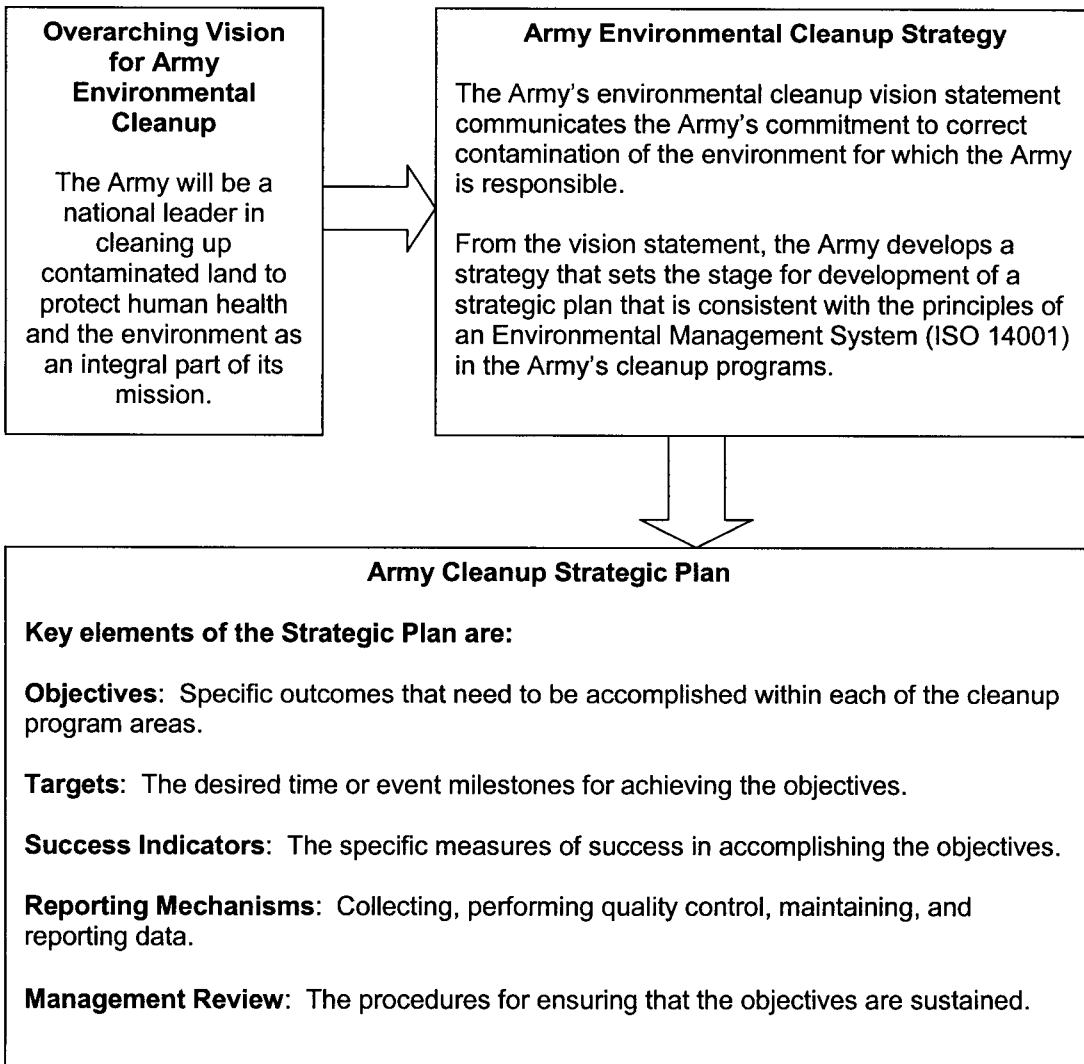 Overarching Vision
for Army
Environmental
Cleanup
The Army will be a
national leader in
cleaning up
contaminated land to
protect human health
and the environment as
an integral part of its
mission.
Army Environmental Cleanup Strategy
The Army's environmental cleanup vision statement
communicates the Army's commitment to correct
contamination of the environment for which the Army
is responsible.
From the vision statement, the Army develops a
strategy that sets the stage for development of a
strategic plan that is consistent with the principles of
an Environmental Management System (ISO 14001)
in the Army's cleanup programs.
Army Cleanup Strategic Plan
Key elements of the Strategic Plan are:
Objectives: Specific outcomes that need to be accomplished within each of the cleanup
program areas.
Targets: The desired time or event milestones for achieving the objectives.
Success Indicators: The specific measures of success in accomplishing the objectives.
Reporting Mechanisms: Collecting, performing quality control, maintaining, and
reporting data.
Management Review: The procedures for ensuring that the objectives are sustained.